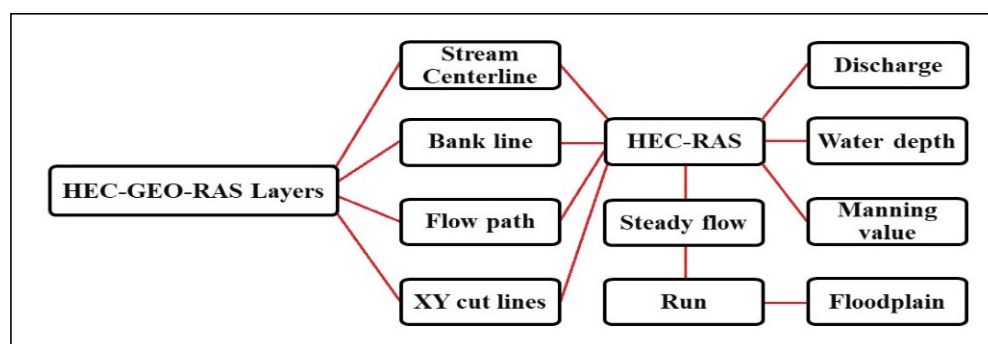 Stream
Centerline
Discharge
Bank line
HEC-RAS
Water depth
HEC-GEO-RAS Layers
Flow path
Steady flow
Manning
value
XY cut lines
Run
Floodplain